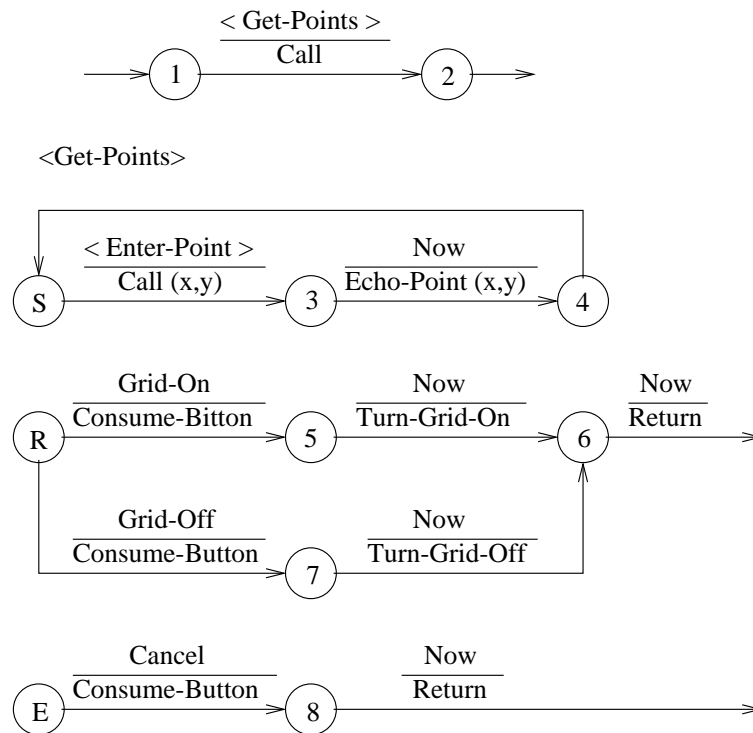 < Get-Points >
Call
1
2
<Get-Points>
< Enter-Point >
Now
Call (x,y)
Echo-Point (x,y)
S
3
4
Grid-On
Now
Now
Consume-Bitton
Turn-Grid-On
Return
R
5
6
Grid-Off
Now
Consume-Button
Turn-Grid-Off
7
Cancel
Now
Consume-Button
Return
E
8